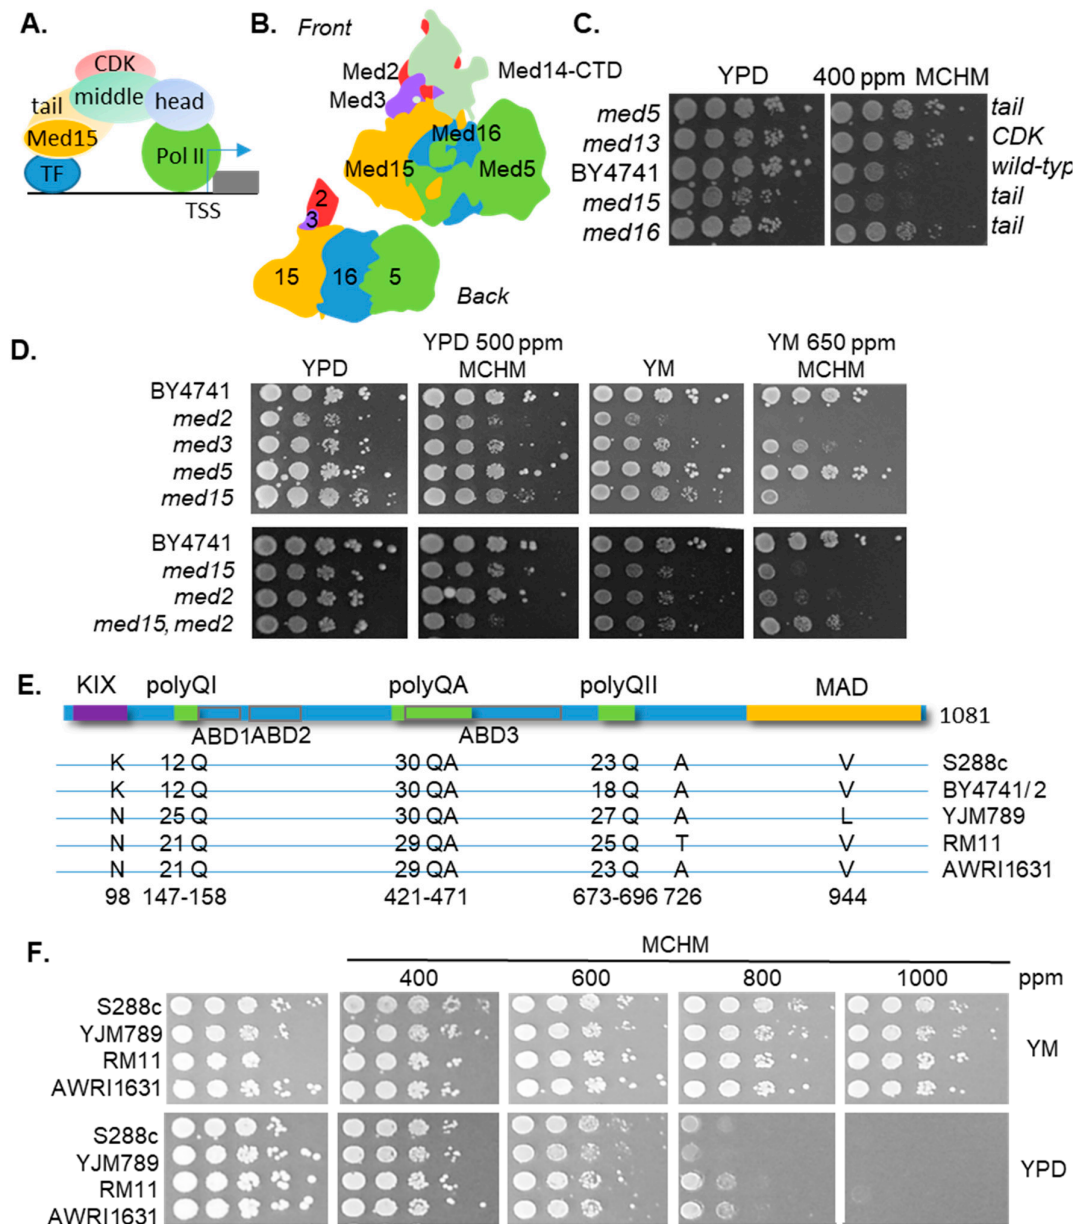 A.
CDK
middle
head
tail
Med15
TF
Pol II
TSS
B.
Front
Med2
Med14-CTD
Med3
Med16
Med15
Med5
2
3
15
16
5
Back
C.
YPD
400 ppm MCHM
med5
tail
med13
CDK
BY4741
wild-typ
med15
tail
med16
tail
D.
YPD
YPD 500 ppm
MCHM
YM
YM 650 ppm
MCHM
BY4741
med2
med3
med5
med15
BY4741
med15
med2
med15, med2
E.
KIX
polyQI
polyQA
polyQII
MAD
1081
ABD1
ABD2
ABD3
K 12 Q 30 QA 23 Q A V S288c
K 12 Q 30 QA 18 Q A V BY4741/2
N 25 Q 30 QA 27 Q A L YJM789
N 21 Q 29 QA 25 Q T V RM11
N 21 Q 29 QA 23 Q A V AWRI1631
98 147-158 421-471 673-696 726 944
F.
MCHM
400 600 800 1000 ppm
S288c
YJM789
RM11
AWRI1631
YM
S288c
YJM789
RM11
AWRI1631
YPD